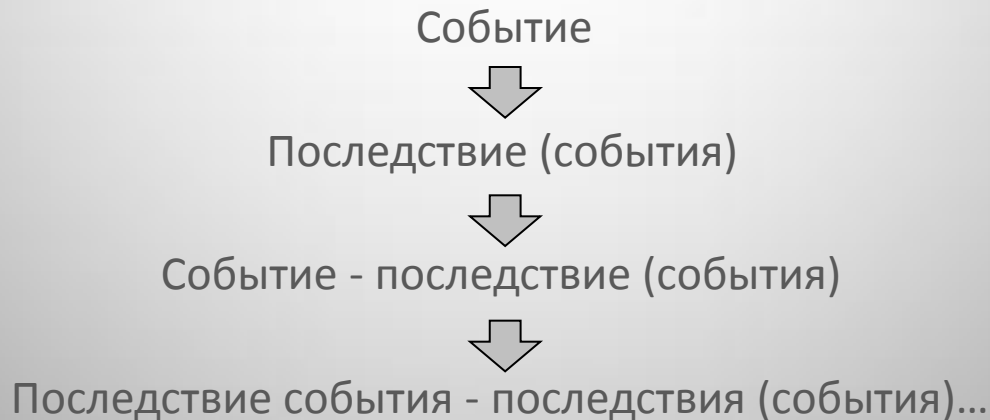 Событие
Последствие (события)
Событие - последствие (события)
Последствие события - последствия (события)...